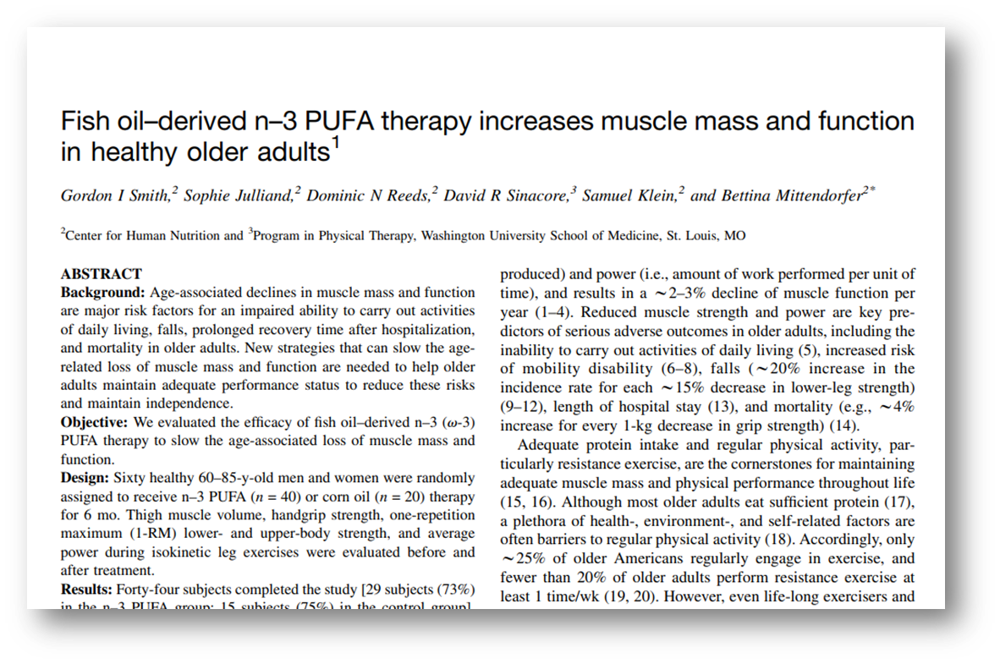 Fish oil–derived n–3 PUFA therapy increases muscle mass and function
in healthy older adults1
Gordon I Smith,2 Sophie Julliand,2 Dominic N Reeds,2 David R Sinacore,3 Samuel Klein,2 and Bettina Mittendorfer2*
2Center for Human Nutrition and 3Program in Physical Therapy, Washington University School of Medicine, St. Louis, MO
ABSTRACT
Background: Age-associated declines in muscle mass and function
are major risk factors for an impaired ability to carry out activities
of daily living, falls, prolonged recovery time after hospitalization,
and mortality in older adults. New strategies that can slow the age-
related loss of muscle mass and function are needed to help older
adults maintain adequate performance status to reduce these risks
and maintain independence.
Objective: We evaluated the efficacy of fish oil–derived n–3 (ω-3)
PUFA therapy to slow the age-associated loss of muscle mass and
function.
Design: Sixty healthy 60–85-y-old men and women were randomly
assigned to receive n–3 PUFA (n = 40) or corn oil (n = 20) therapy
for 6 mo. Thigh muscle volume, handgrip strength, one-repetition
maximum (1-RM) lower- and upper-body strength, and average
power during isokinetic leg exercises were evaluated before and
after treatment.
Results: Forty-four subjects completed the study [29 subjects (73%)
in the n–3 PUFA group; 15 subjects (75%) in the control group].
produced) and power (i.e., amount of work performed per unit of
time), and results in a ~2–3% decline of muscle function per
year (1–4). Reduced muscle strength and power are key pre-
dictors of serious adverse outcomes in older adults, including the
inability to carry out activities of daily living (5), increased risk
of mobility disability (6–8), falls (~20% increase in the
incidence rate for each ~15% decrease in lower-leg strength)
(9–12), length of hospital stay (13), and mortality (e.g., ~4%
increase for every 1-kg decrease in grip strength) (14).
Adequate protein intake and regular physical activity, par-
ticularly resistance exercise, are the cornerstones for maintaining
adequate muscle mass and physical performance throughout life
(15, 16). Although most older adults eat sufficient protein (17),
a plethora of health-, environment-, and self-related factors are
often barriers to regular physical activity (18). Accordingly, only
~25% of older Americans regularly engage in exercise, and
fewer than 20% of older adults perform resistance exercise at
least 1 time/wk (19, 20). However, even life-long exercisers and